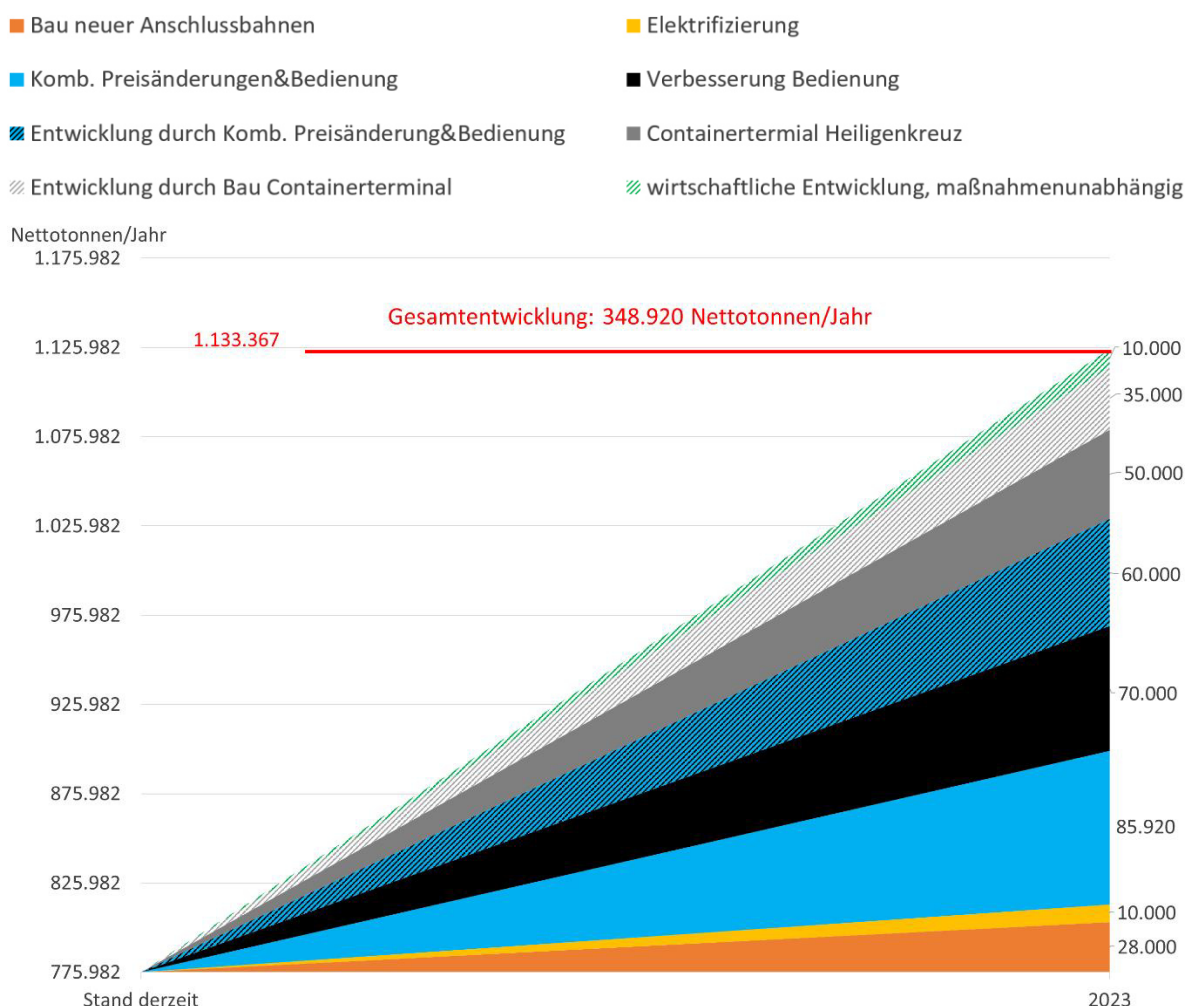 Bau neuer Anschlussbahnen
Elektrifizierung
Komb. Preisänderungen&Bedienung
Verbesserung Bedienung
Entwicklung durch Komb. Preisänderung&Bedienung
Containertermial Heiligenkreuz
Entwicklung durch Bau Containerterminal
wirtschaftliche Entwicklung, maßnahmenunabhängig
Nettotonnen/Jahr
1.175.982
Gesamtentwicklung: 348.920 Nettotonnen/Jahr
1.133.367
1.125.982
10.000
35.000
1.075.982
50.000
1.025.982
60.000
975.982
70.000
925.982
875.982
85.920
825.982
10.000
28.000
775.982
Stand derzeit
2023